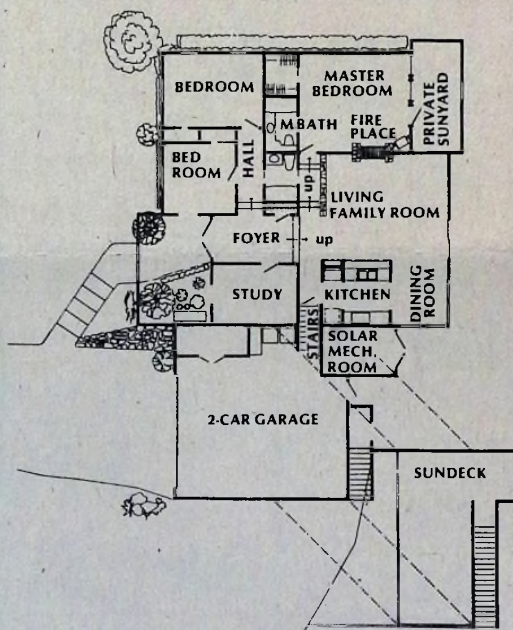 BEDROOM
MASTER
BEDROOM
PRIVATE
SUNYARD
M.BATH
FIRE
PLACE
BED
ROOM
HALL
up
LIVING
FAMILY ROOM
FOYER
up
STUDY
KITCHEN
DINING
ROOM
STAIRS
SOLAR
MECH.
ROOM
2-CAR GARAGE
SUNDECK